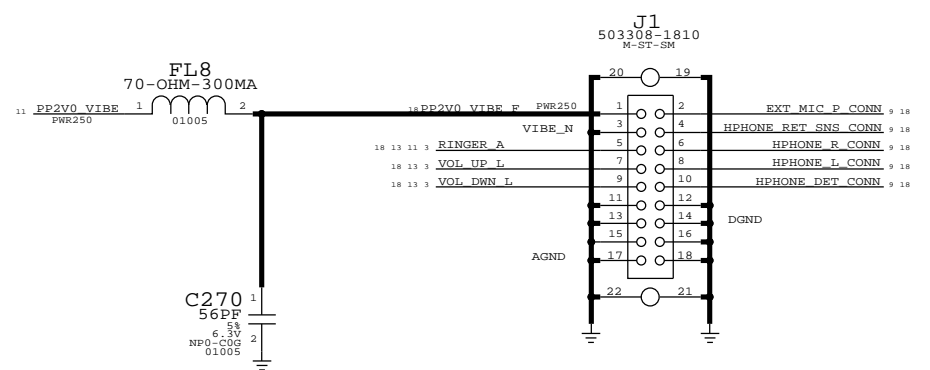 J1
503308-1810
M-ST-SM
FL8
70-OHM-300MA
20 19
11 PP2V0_VIBE 1 2
PWR250
01005
18 PP2V0_VIBE_F PWR250 1 2 EXT_MIC_P_CONN 9 18
VIBE_N 3 4 HPHONE_RET_SNS_CONN 9 18
18 13 11 3 RINGER_A 5 6 HPHONE_R_CONN 9 18
18 13 3 VOL_UP_L 7 8 HPHONE_L_CONN 9 18
18 13 3 VOL_DWN_L 9 10 HPHONE_DET_CONN 9 18
11 12
13 14 DGND
15 16
AGND 17 18
22 21
C270 1
56PF
5%
6.3V
NP0-C0G 2
01005